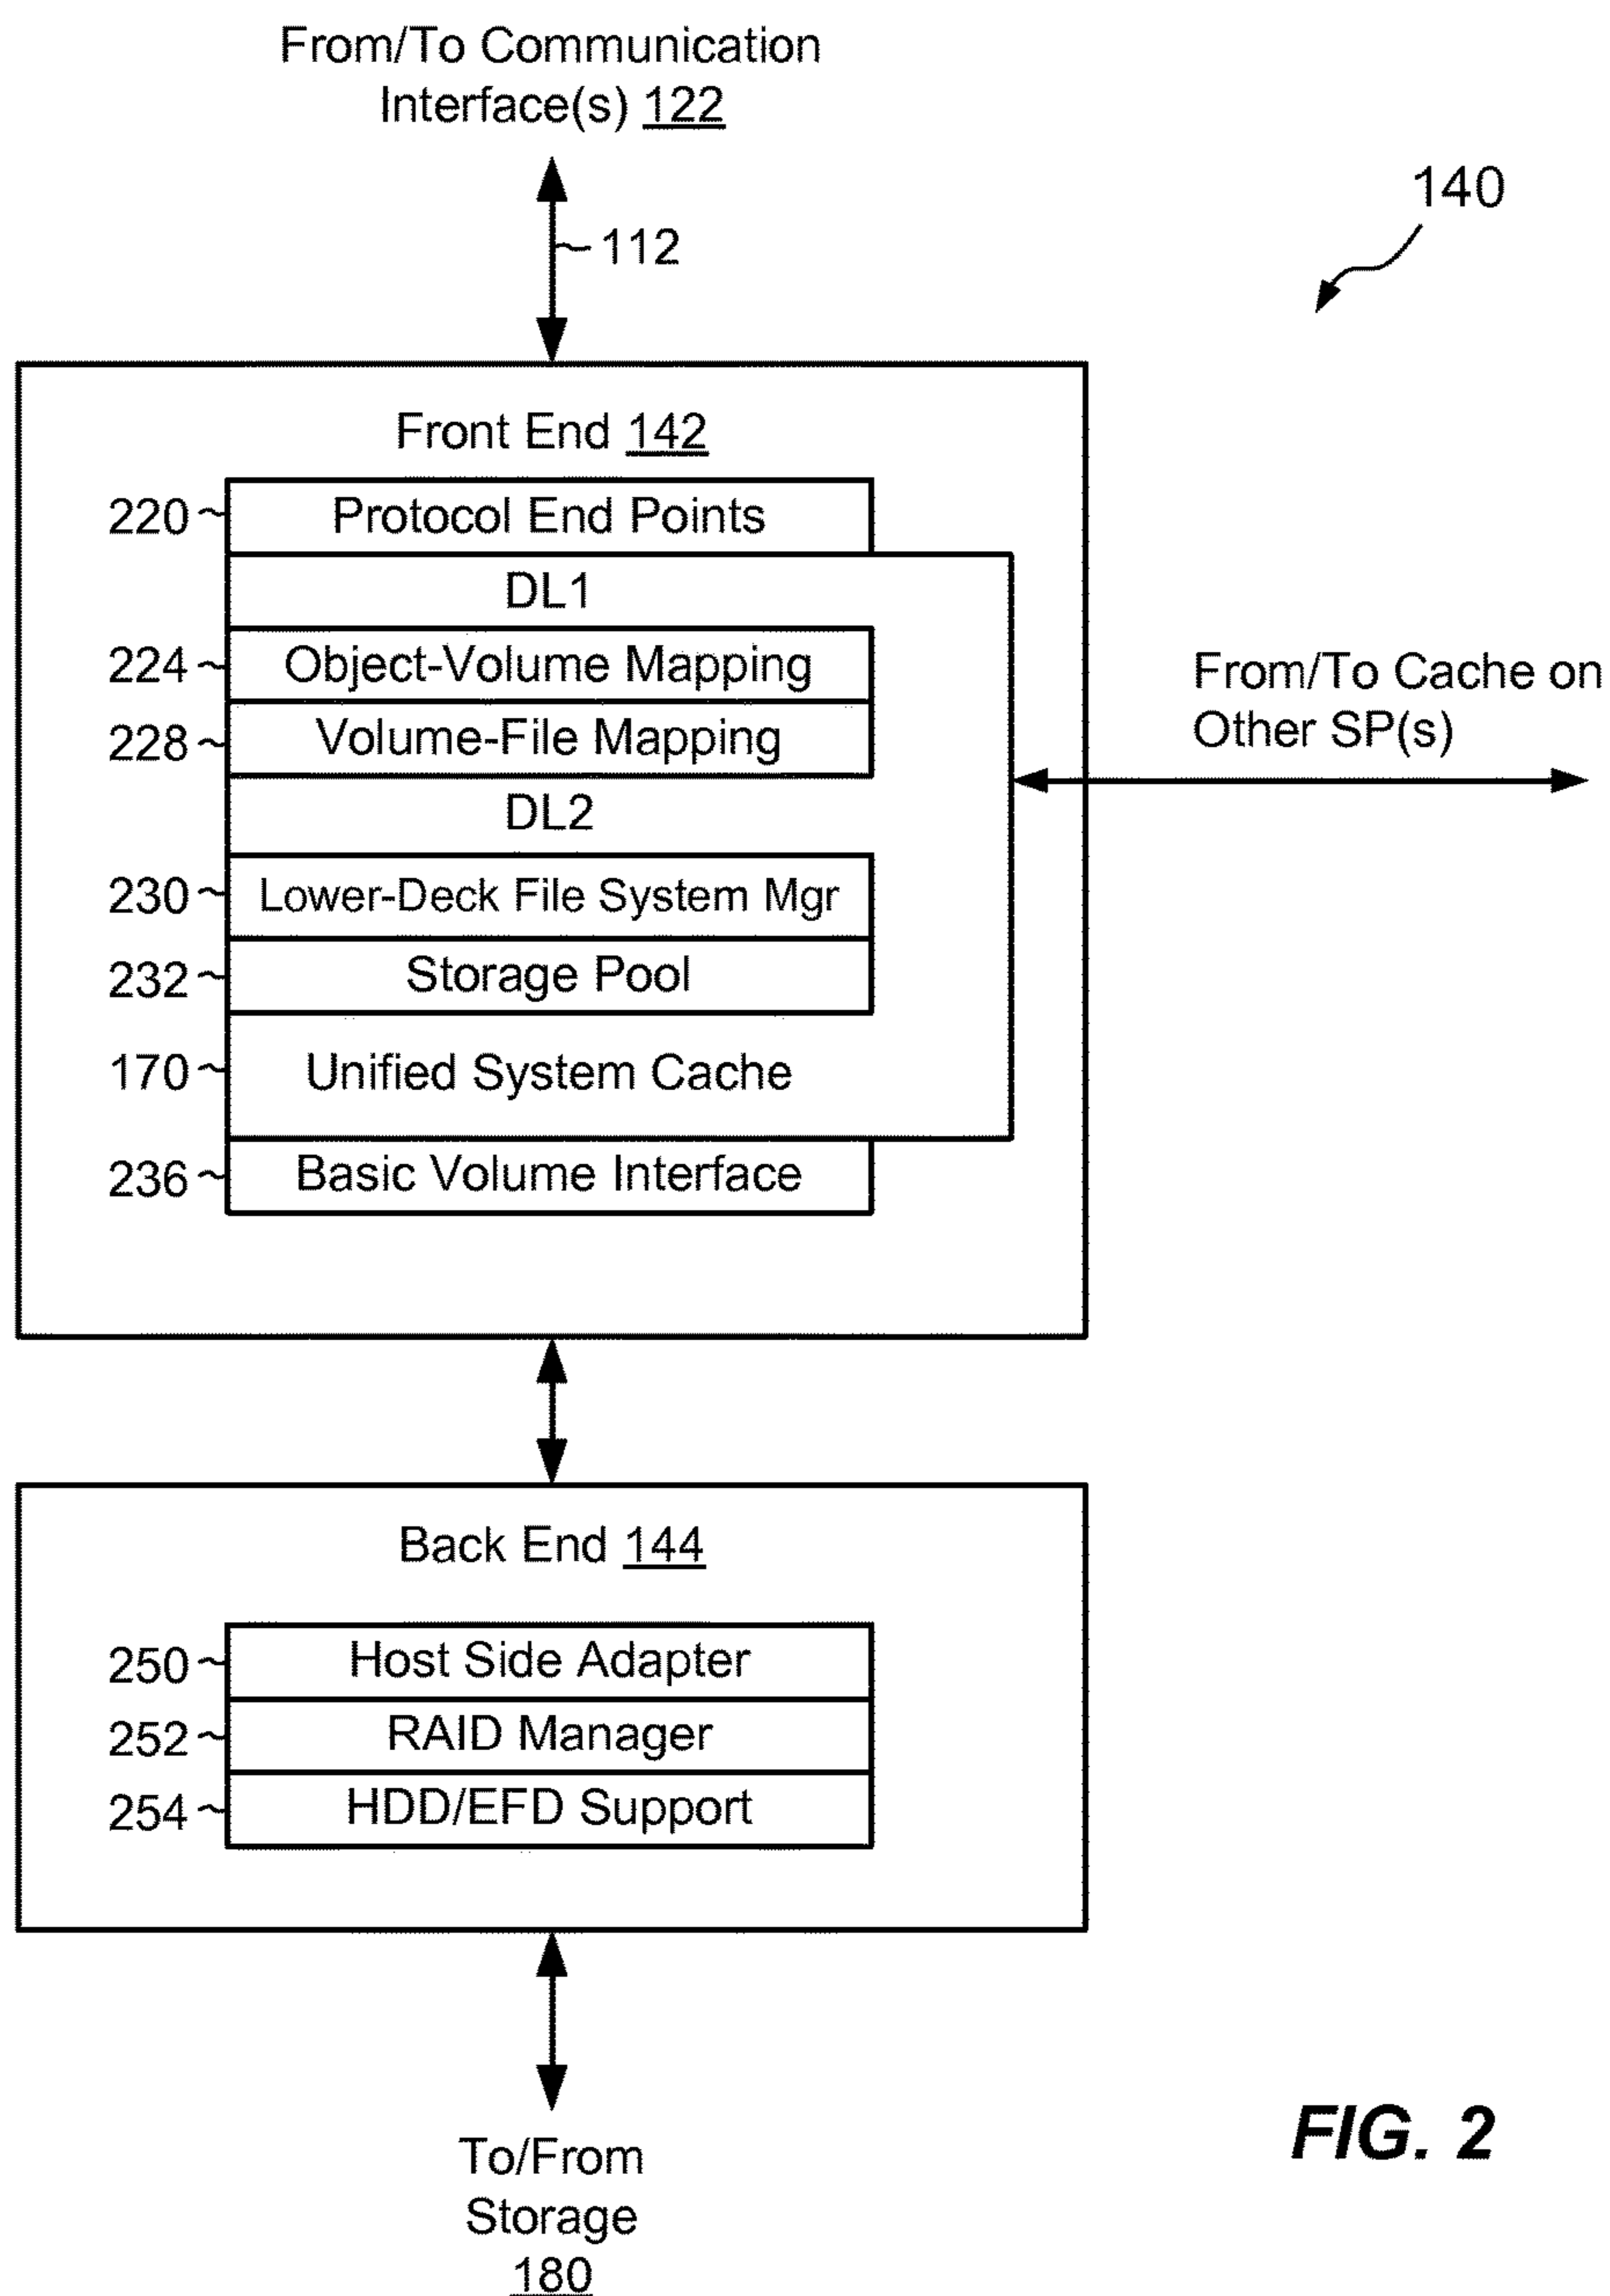 From/To Communication
Interface(s) 122
112
140
Front End 142
220 Protocol End Points
DL1
224 Object-Volume Mapping
228 Volume-File Mapping
From/To Cache on
Other SP(s)
DL2
230 Lower-Deck File System Mgr
232 Storage Pool
170 Unified System Cache
236 Basic Volume Interface
Back End 144
250 Host Side Adapter
252 RAID Manager
254 HDD/EFD Support
To/From
Storage
180
FIG. 2